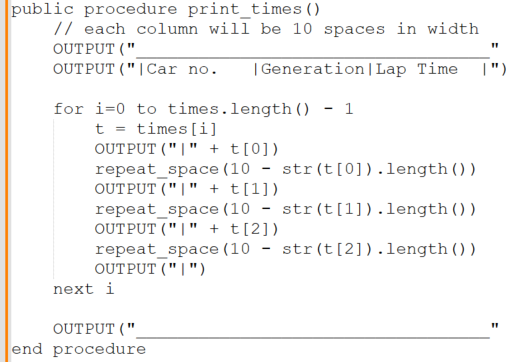 public procedure print_times()
    // each column will be 10 spaces in width
    OUTPUT("__________________________________"
    OUTPUT("|Car no.   |Generation|Lap Time  |")

    for i=0 to times.length() - 1
        t = times[i]
        OUTPUT("|" + t[0])
        repeat_space(10 - str(t[0]).length())
        OUTPUT("|" + t[1])
        repeat_space(10 - str(t[1]).length())
        OUTPUT("|" + t[2])
        repeat_space(10 - str(t[2]).length())
        OUTPUT("|")
    next i

    OUTPUT("__________________________________"
end procedure